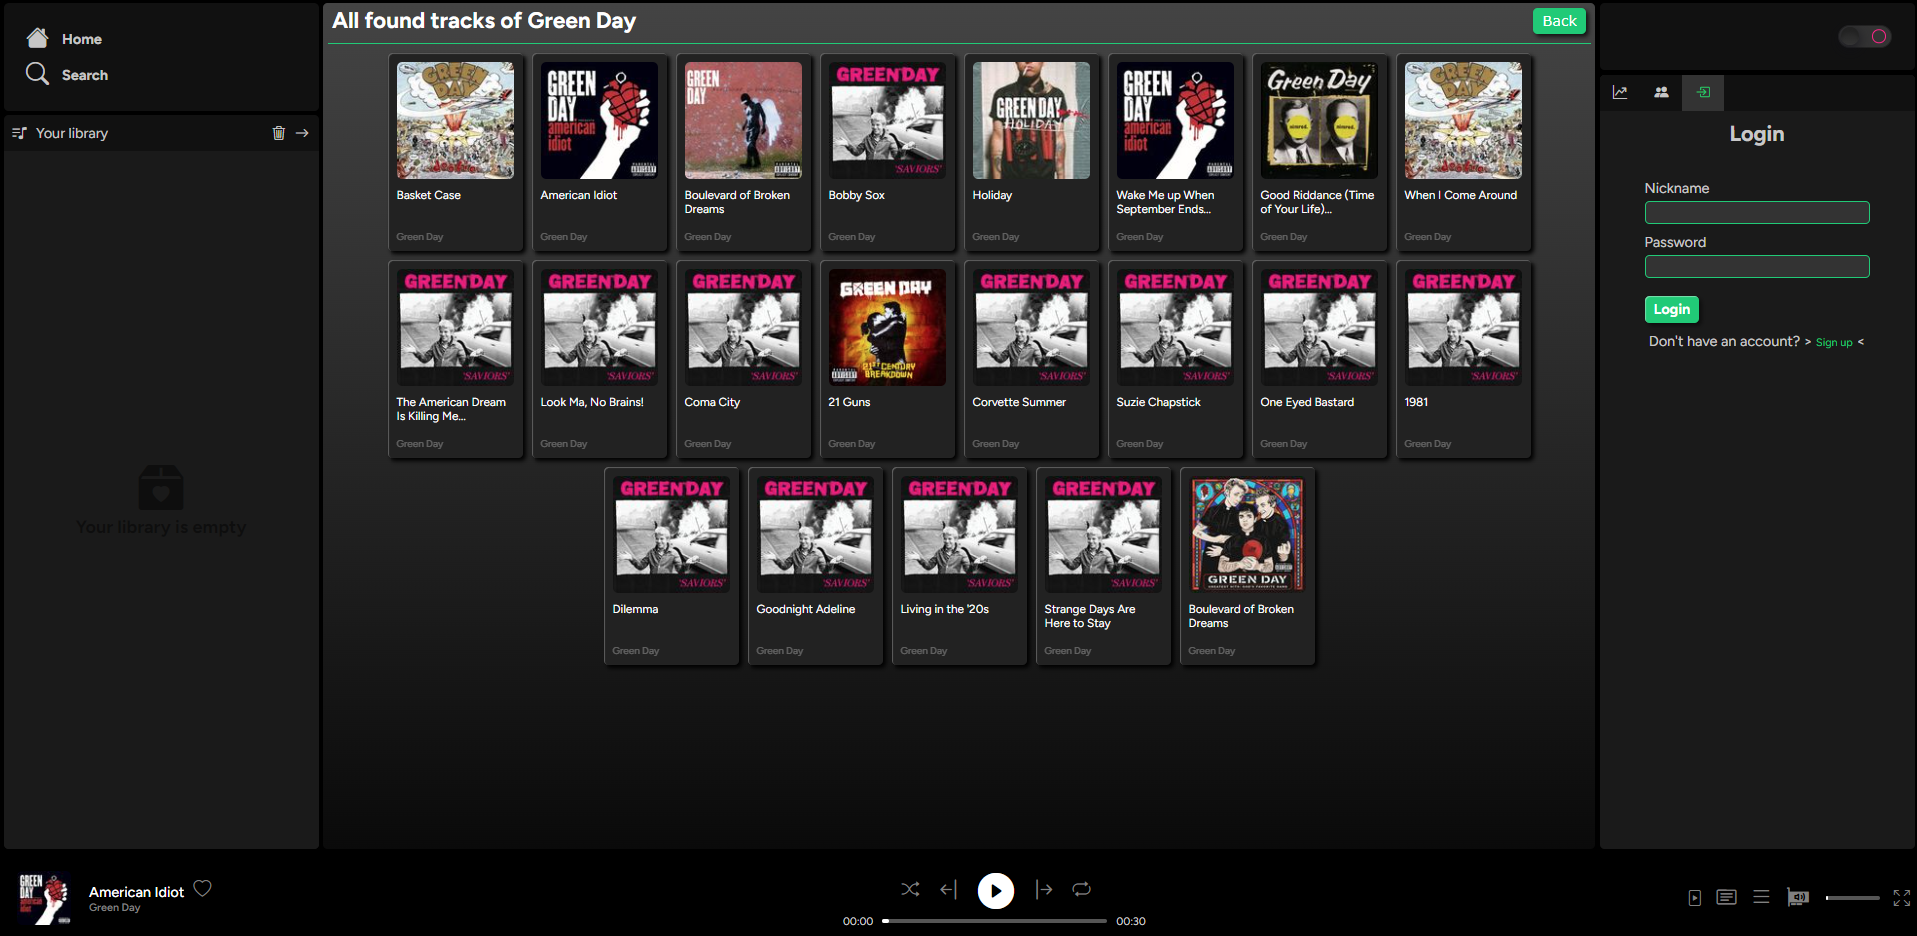 Home
Search
Your library
Your library is empty
All found tracks of Green Day
Back
Basket Case
Green Day
American Idiot
Green Day
Boulevard of Broken
Dreams
Green Day
Bobby Sox
Green Day
Holiday
Green Day
Wake Me up When
September Ends...
Green Day
Good Riddance (Time
of Your Life)...
Green Day
When I Come Around
Green Day
The American Dream
Is Killing Me...
Green Day
Look Ma, No Brains!
Green Day
Coma City
Green Day
21 Guns
Green Day
Corvette Summer
Green Day
Suzie Chapstick
Green Day
One Eyed Bastard
Green Day
1981
Green Day
Dilemma
Green Day
Goodnight Adeline
Green Day
Living in the '20s
Green Day
Strange Days Are
Here to Stay
Green Day
Boulevard of Broken
Dreams
Green Day
Login
Nickname
Password
Login
Don't have an account? > Sign up <
American Idiot
Green Day
00:00
00:30